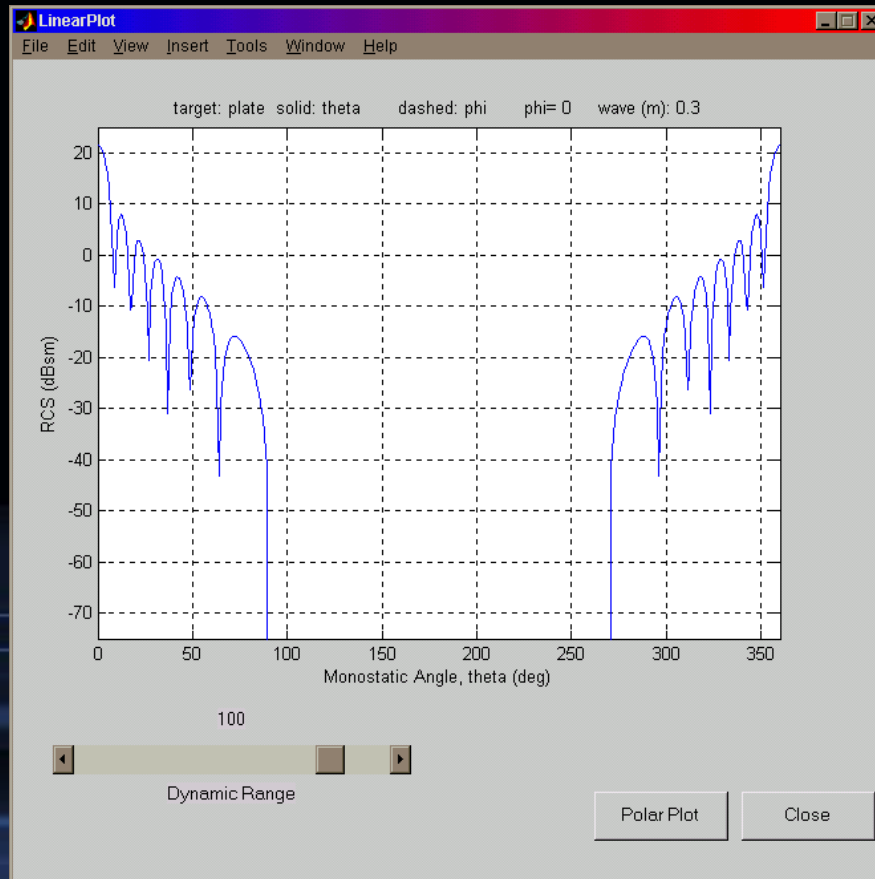 LinearPlot
File Edit View Insert Tools Window Help
target: plate solid: theta dashed: phi phi= 0 wave (m): 0.3
20
10
0
-10
-20
-30
-40
-50
-60
-70
RCS (dBsm)
0 50 100 150 200 250 300 350
Monostatic Angle, theta (deg)
100
Dynamic Range
Polar Plot Close